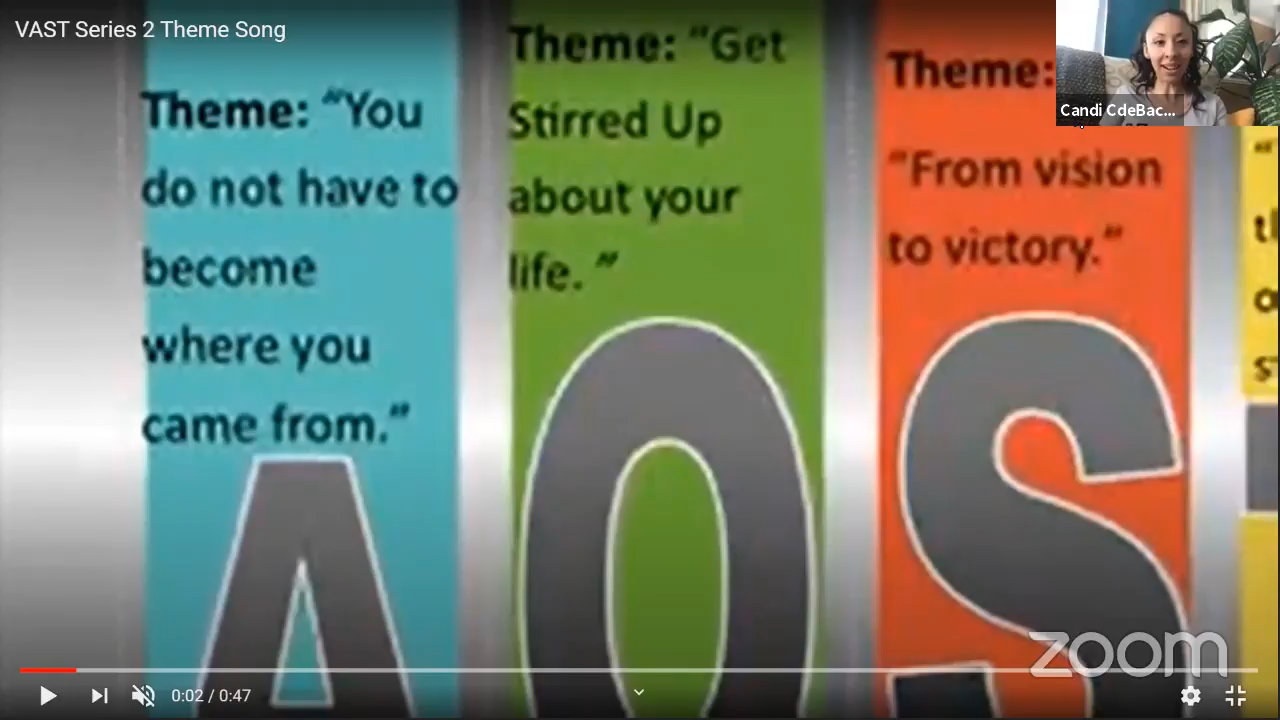 VAST Series 2 Theme Song
Theme: “You
do not have to
become
where you
came from.”
A
Theme: “Get
Stirred Up
about your
life. ”
O
Theme:
“From vision
to victory.“
S
Candi CdeBac...
zoom
0:02 / 0:47